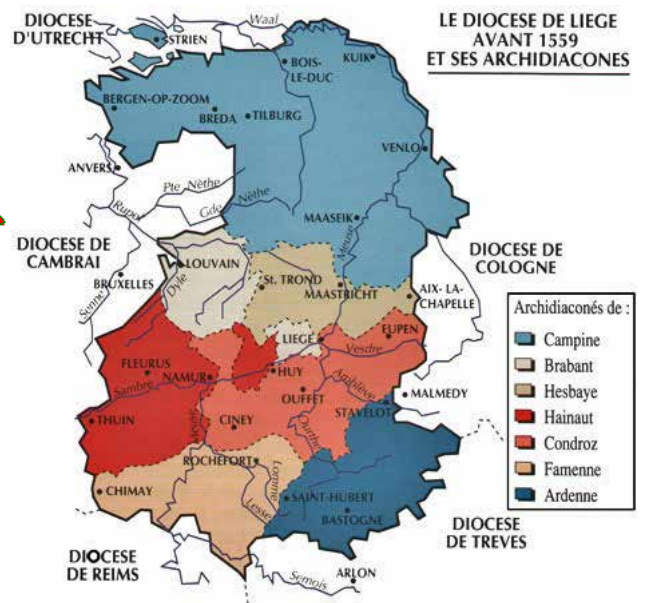 LE DIOCESE DE LIEGE
AVANT 1559
ET SES ARCHIDIACONES
DIOCESE
D'UTRECHT
Waal
STRIEN
BOIS-
LE-DUC
KUIK
BERGEN-OP-ZOOM
BREDA
TILBURG
VENLO
ANVERS
Pte Nèthe
Rupel
Gde Nèthe
MAASEIK
Meuse
DIOCESE DE
CAMBRAI
DIOCESE DE
COLOGNE
LOUVAIN
BRUXELLES
Senne
Dyle
St. TROND
MAASTRICHT
AIX-LA-
CHAPELLE
LIEGE
EUPEN
Vesdre
FLEURUS
NAMUR
HUY
Sambre
Amblève
OUFFET
STAVELOT
MALMEDY
THUIN
Meuse
CINEY
Ourthe
ROCHEFORT
Lomme
CHIMAY
Lesse
SAINT-HUBERT
BASTOGNE
DIOCESE
DE REIMS
DIOCESE
DE TREVES
Semois
ARLON
Archidiaconés de :
Campine
Brabant
Hesbaye
Hainaut
Condroz
Famenne
Ardenne